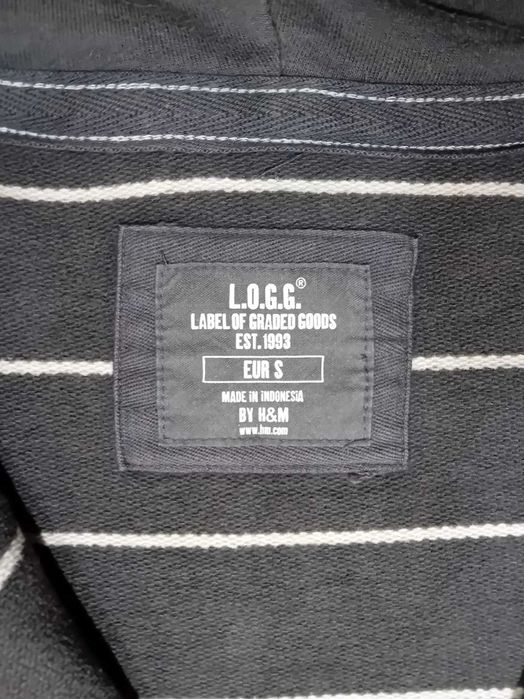 L.O.G.G.®
LABEL OF GRADED GOODS
EST.1993
EUR S
MADE IN INDONESIA
BY H&M
www.hm.com